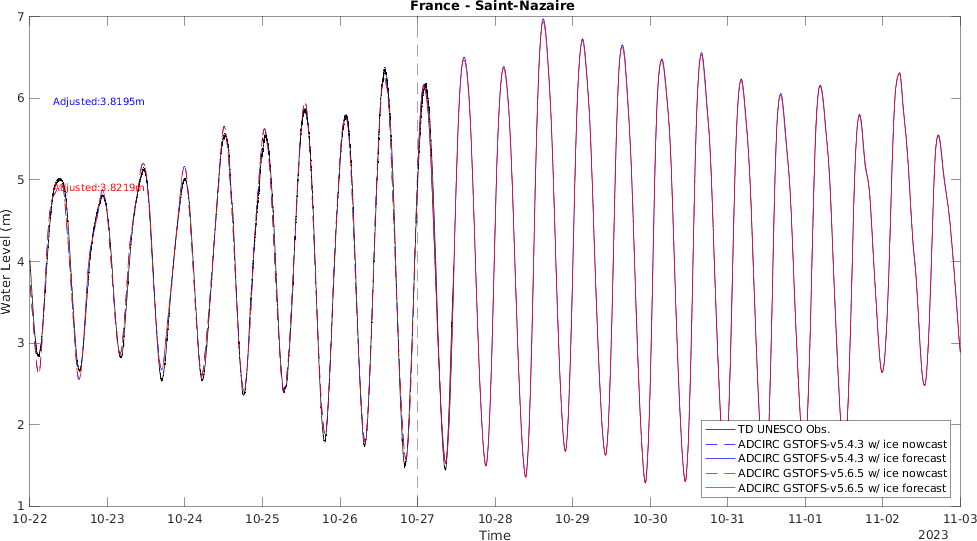 France - Saint-Nazaire
7
6
5
4
3
2
1
Water Level (m)
Adjusted:3.8195m
Adjusted:3.8219m
TD UNESCO Obs.
ADCIRC GSTOFS-v5.4.3 w/ ice nowcast
ADCIRC GSTOFS-v5.4.3 w/ ice forecast
ADCIRC GSTOFS-v5.6.5 w/ ice nowcast
ADCIRC GSTOFS-v5.6.5 w/ ice forecast
10-22 10-23 10-24 10-25 10-26 10-27 10-28 10-29 10-30 10-31 11-01 11-02 11-03
Time
2023